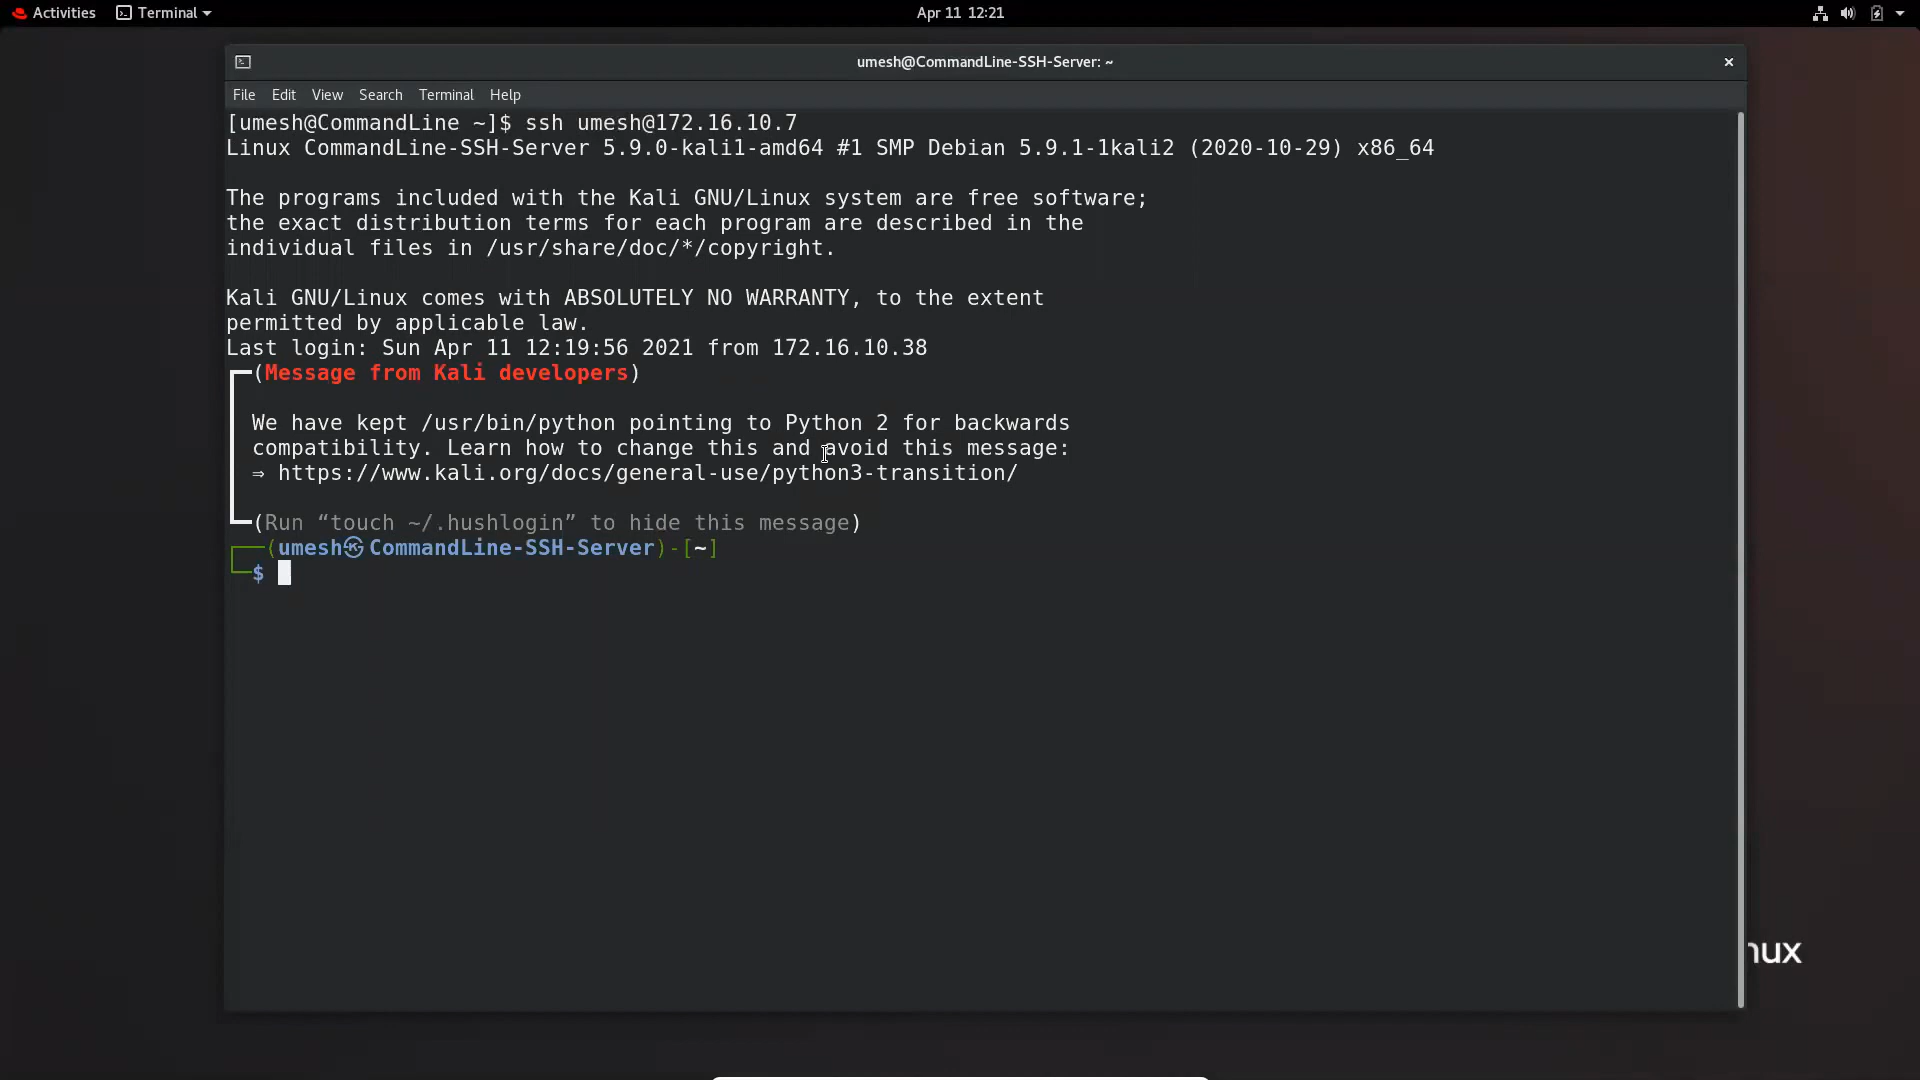 Activities Terminal Apr 11 12:21
umesh@CommandLine-SSH-Server: ~
File Edit View Search Terminal Help
[umesh@CommandLine ~]$ ssh umesh@172.16.10.7
Linux CommandLine-SSH-Server 5.9.0-kali1-amd64 #1 SMP Debian 5.9.1-1kali2 (2020-10-29) x86_64
The programs included with the Kali GNU/Linux system are free software;
the exact distribution terms for each program are described in the
individual files in /usr/share/doc/*/copyright.
Kali GNU/Linux comes with ABSOLUTELY NO WARRANTY, to the extent
permitted by applicable law.
Last login: Sun Apr 11 12:19:56 2021 from 172.16.10.38
┌─(Message from Kali developers)
We have kept /usr/bin/python pointing to Python 2 for backwards
compatibility. Learn how to change this and avoid this message:
⇒ https://www.kali.org/docs/general-use/python3-transition/
└─(Run “touch ~/.hushlogin” to hide this message)
┌──(umesh㉿CommandLine-SSH-Server)-[~]
└─$